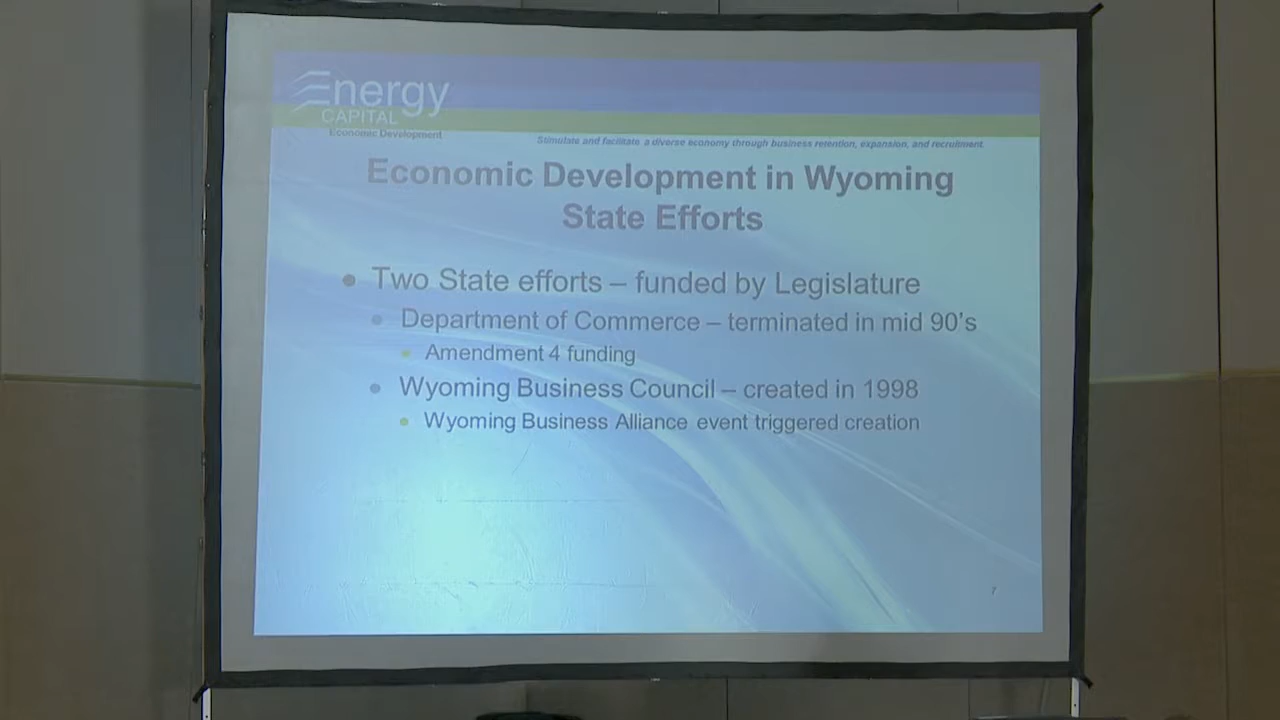 Energy
CAPITAL
Economic Development
Stimulate and facilitate a diverse economy through business retention, expansion, and recruitment.
Economic Development in Wyoming
State Efforts
• Two State efforts – funded by Legislature
• Department of Commerce – terminated in mid 90's
• Amendment 4 funding
• Wyoming Business Council – created in 1998
• Wyoming Business Alliance event triggered creation
7